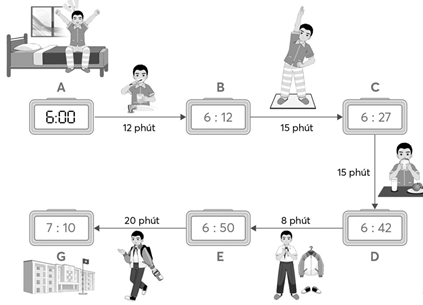 A
B
C
6:00
12 phút
6 : 12
15 phút
6 : 27
15 phút
7 : 10
20 phút
6 : 50
8 phút
6 : 42
G
E
D